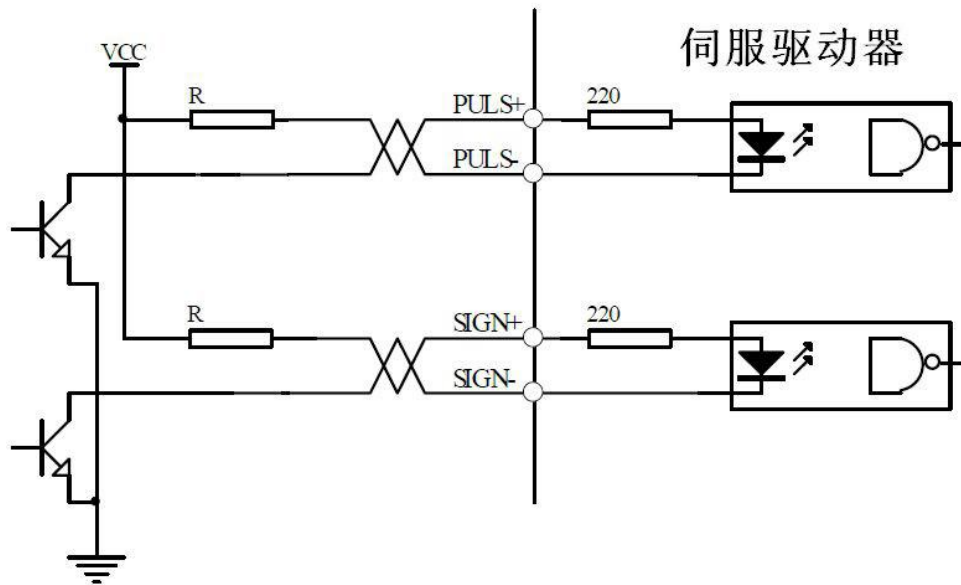 伺服驱动器
VCC
R
PULS+
220
PULS-
R
SIGN+
220
SIGN-